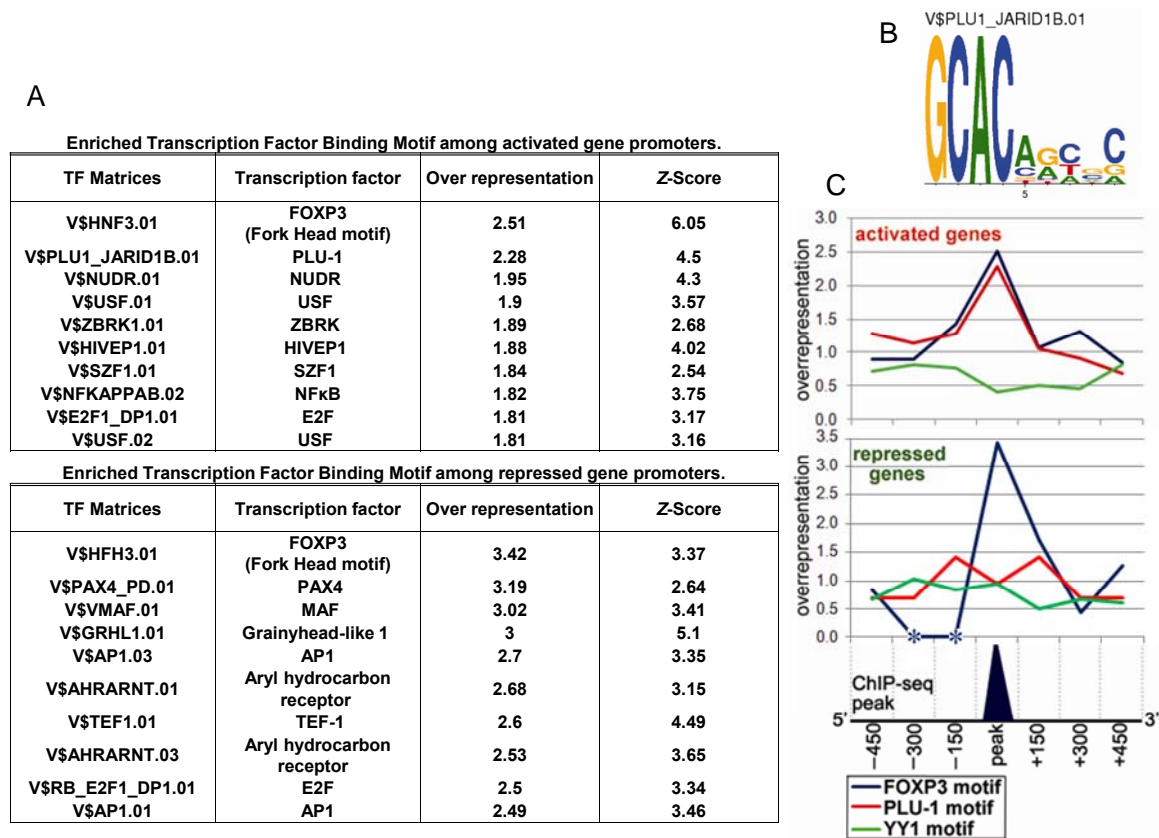 A
Enriched Transcription Factor Binding Motif among activated gene promoters.
TF Matrices Transcription factor Over representation Z-Score
V$HNF3.01 FOXP3 (Fork Head motif) 2.51 6.05
V$PLU1_JARID1B.01 PLU-1 2.28 4.5
V$NUDR.01 NUDR 1.95 4.3
V$USF.01 USF 1.9 3.57
V$ZBRK1.01 ZBRK 1.89 2.68
V$HIVEP1.01 HIVEP1 1.88 4.02
V$SZF1.01 SZF1 1.84 2.54
V$NFKAPPAB.02 NFκB 1.82 3.75
V$E2F1_DP1.01 E2F 1.81 3.17
V$USF.02 USF 1.81 3.16
Enriched Transcription Factor Binding Motif among repressed gene promoters.
TF Matrices Transcription factor Over representation Z-Score
V$HFH3.01 FOXP3 (Fork Head motif) 3.42 3.37
V$PAX4_PD.01 PAX4 3.19 2.64
V$VMAF.01 MAF 3.02 3.41
V$GRHL1.01 Grainyhead-like 1 3 5.1
V$AP1.03 AP1 2.7 3.35
V$AHRARNT.01 Aryl hydrocarbon receptor 2.68 3.15
V$TEF1.01 TEF-1 2.6 4.49
V$AHRARNT.03 Aryl hydrocarbon receptor 2.53 3.65
V$RB_E2F1_DP1.01 E2F 2.5 3.34
V$AP1.01 AP1 2.49 3.46
B
V$PLU1_JARID1B.01
GCACAGC C
CAT
5
C
overrepresentation
3.0
2.5
2.0
1.5
1.0
0.5
0.0
activated genes
overrepresentation
3.5
3.0
2.5
2.0
1.5
1.0
0.5
0.0
repressed
genes
* *
ChIP-seq
peak
5' 3'
−450 −300 −150 peak +150 +300 +450
FOXP3 motif
PLU-1 motif
YY1 motif